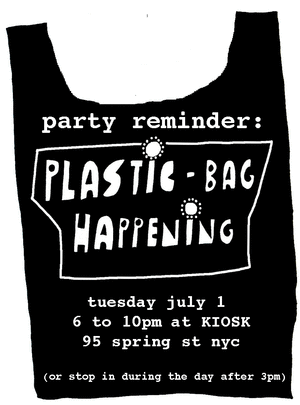 party reminder:
PLASTIC-BAG
HAPPENING
tuesday july 1
6 to 10pm at KIOSK
95 spring st nyc
(or stop in during the day after 3pm)